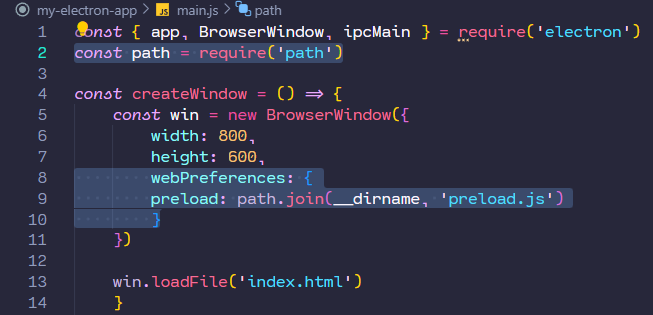 my-electron-app > JS main.js > path
1 const { app, BrowserWindow, ipcMain } = require('electron')
2 const path = require('path')
3
4 const createWindow = () => {
5 const win = new BrowserWindow({
6 width: 800,
7 height: 600,
8 webPreferences: {
9 preload: path.join(__dirname, 'preload.js')
10 }
11 })
12
13 win.loadFile('index.html')
14 }